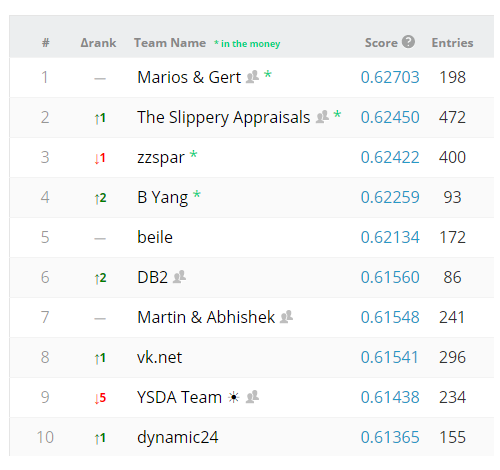 # Δrank Team Name * in the money Score ? Entries
1 — Marios & Gert * 0.62703 198
2 ↑1 The Slippery Appraisals * 0.62450 472
3 ↓1 zzspar * 0.62422 400
4 ↑2 B Yang * 0.62259 93
5 — beile 0.62134 172
6 ↑2 DB2 0.61560 86
7 — Martin & Abhishek 0.61548 241
8 ↑1 vk.net 0.61541 296
9 ↓5 YSDA Team ☀ 0.61438 234
10 ↑1 dynamic24 0.61365 155